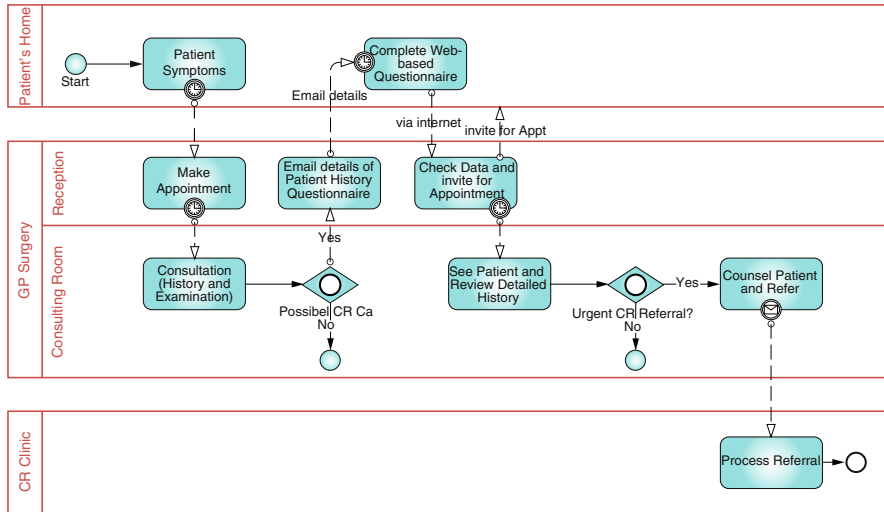 Patient's Home
Start
Patient
Symptoms
Complete Web-
based
Questionnaire
Email details
via internet
invite for Appt
GP Surgery
Reception
Make
Appointment
Email details of
Patient History
Questionnaire
Check Data and
invite for
Appointment
Consulting Room
Yes
Consultation
(History and
Examination)
Possibel CR Ca
No
See Patient and
Review Detailed
History
Urgent CR Referral?
No
Yes
Counsel Patient
and Refer
CR Clinic
Process Referral